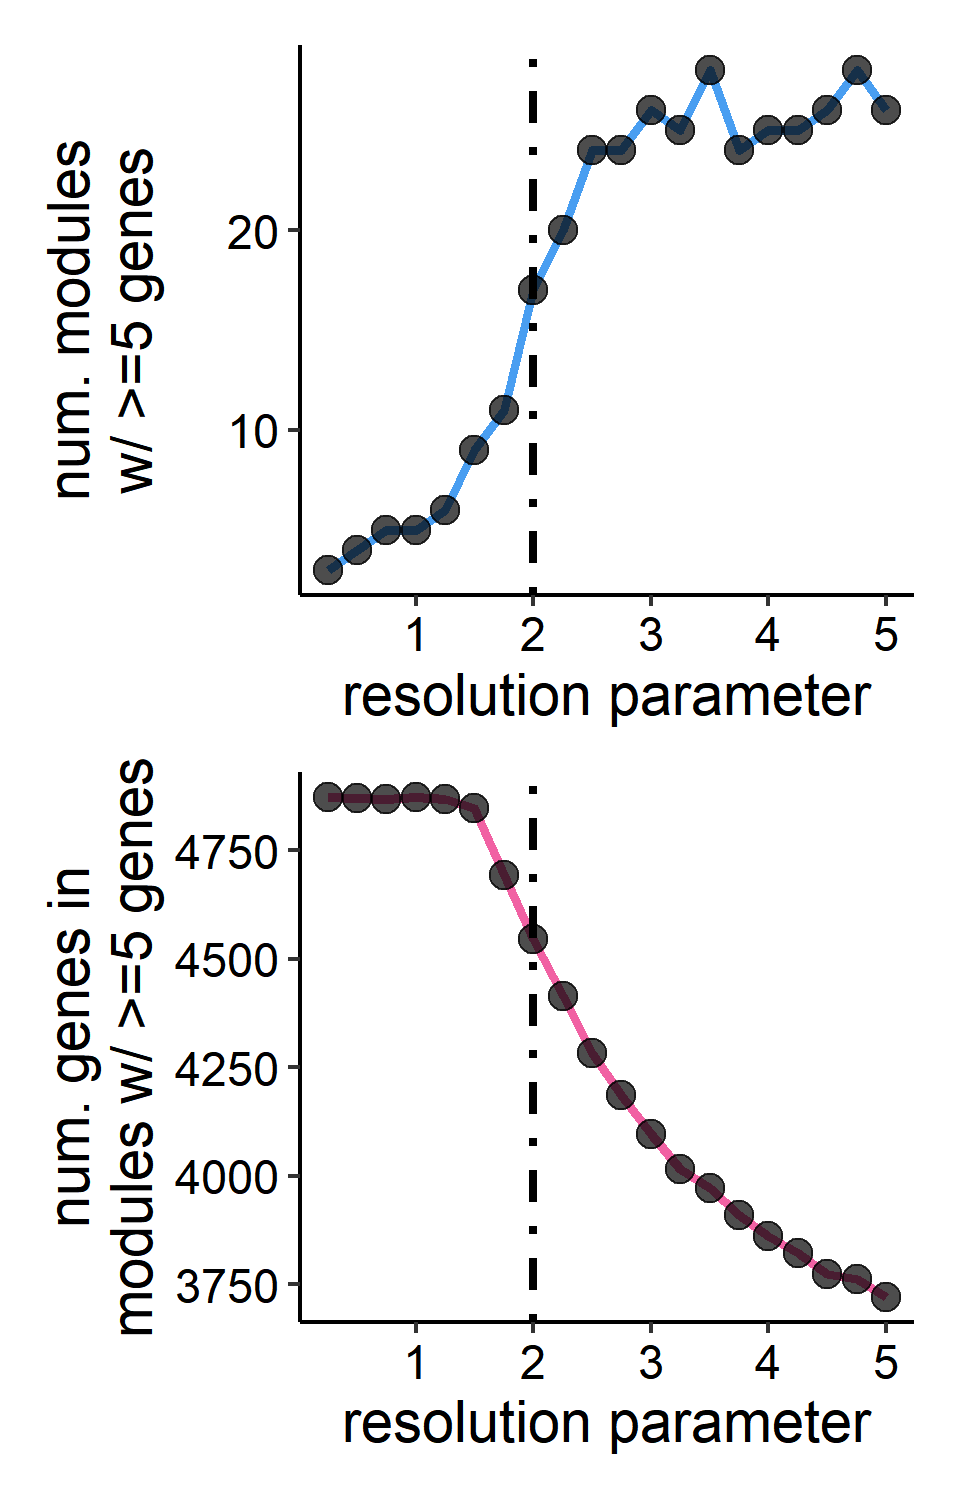 num. modules
w/ >=5 genes
20
10
1 2 3 4 5
resolution parameter
num. genes in
modules w/ >=5 genes
4750
4500
4250
4000
3750
1 2 3 4 5
resolution parameter